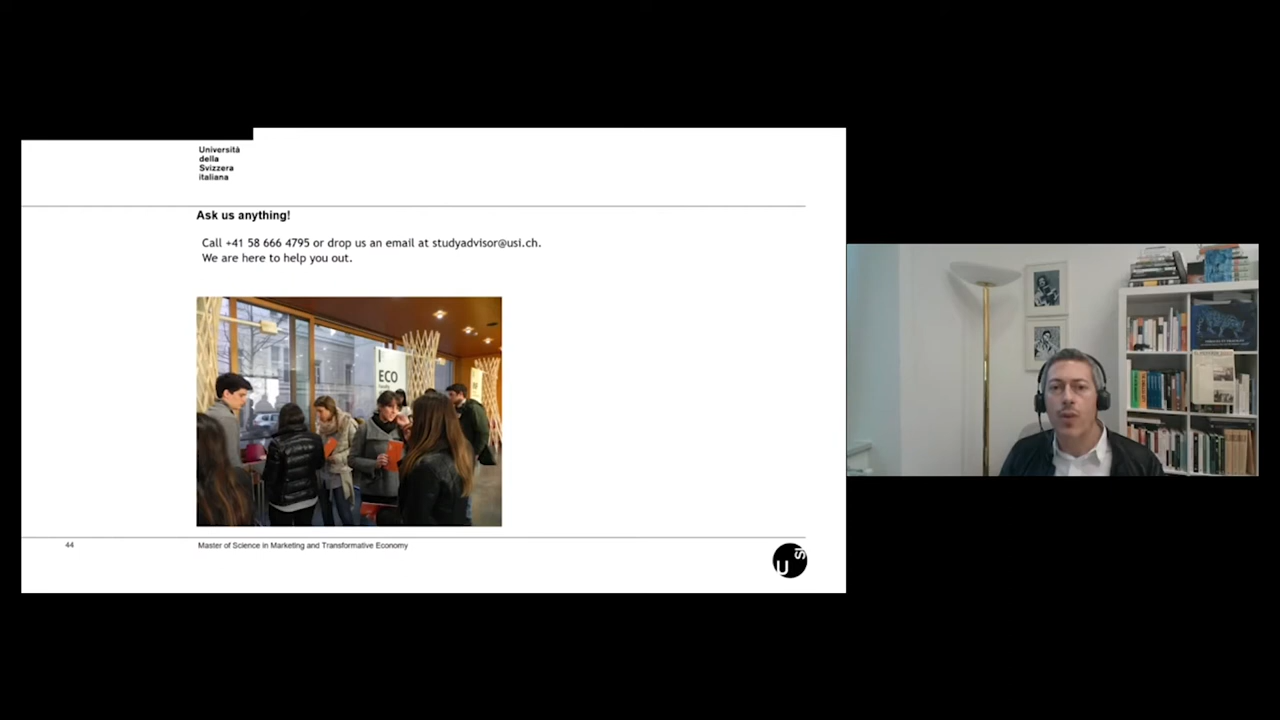 Università
della
Svizzera
italiana
Ask us anything!
Call +41 58 666 4795 or drop us an email at studyadvisor@usi.ch.
We are here to help you out.
ECO
Faculty
44
Master of Science in Marketing and Transformative Economy
USI